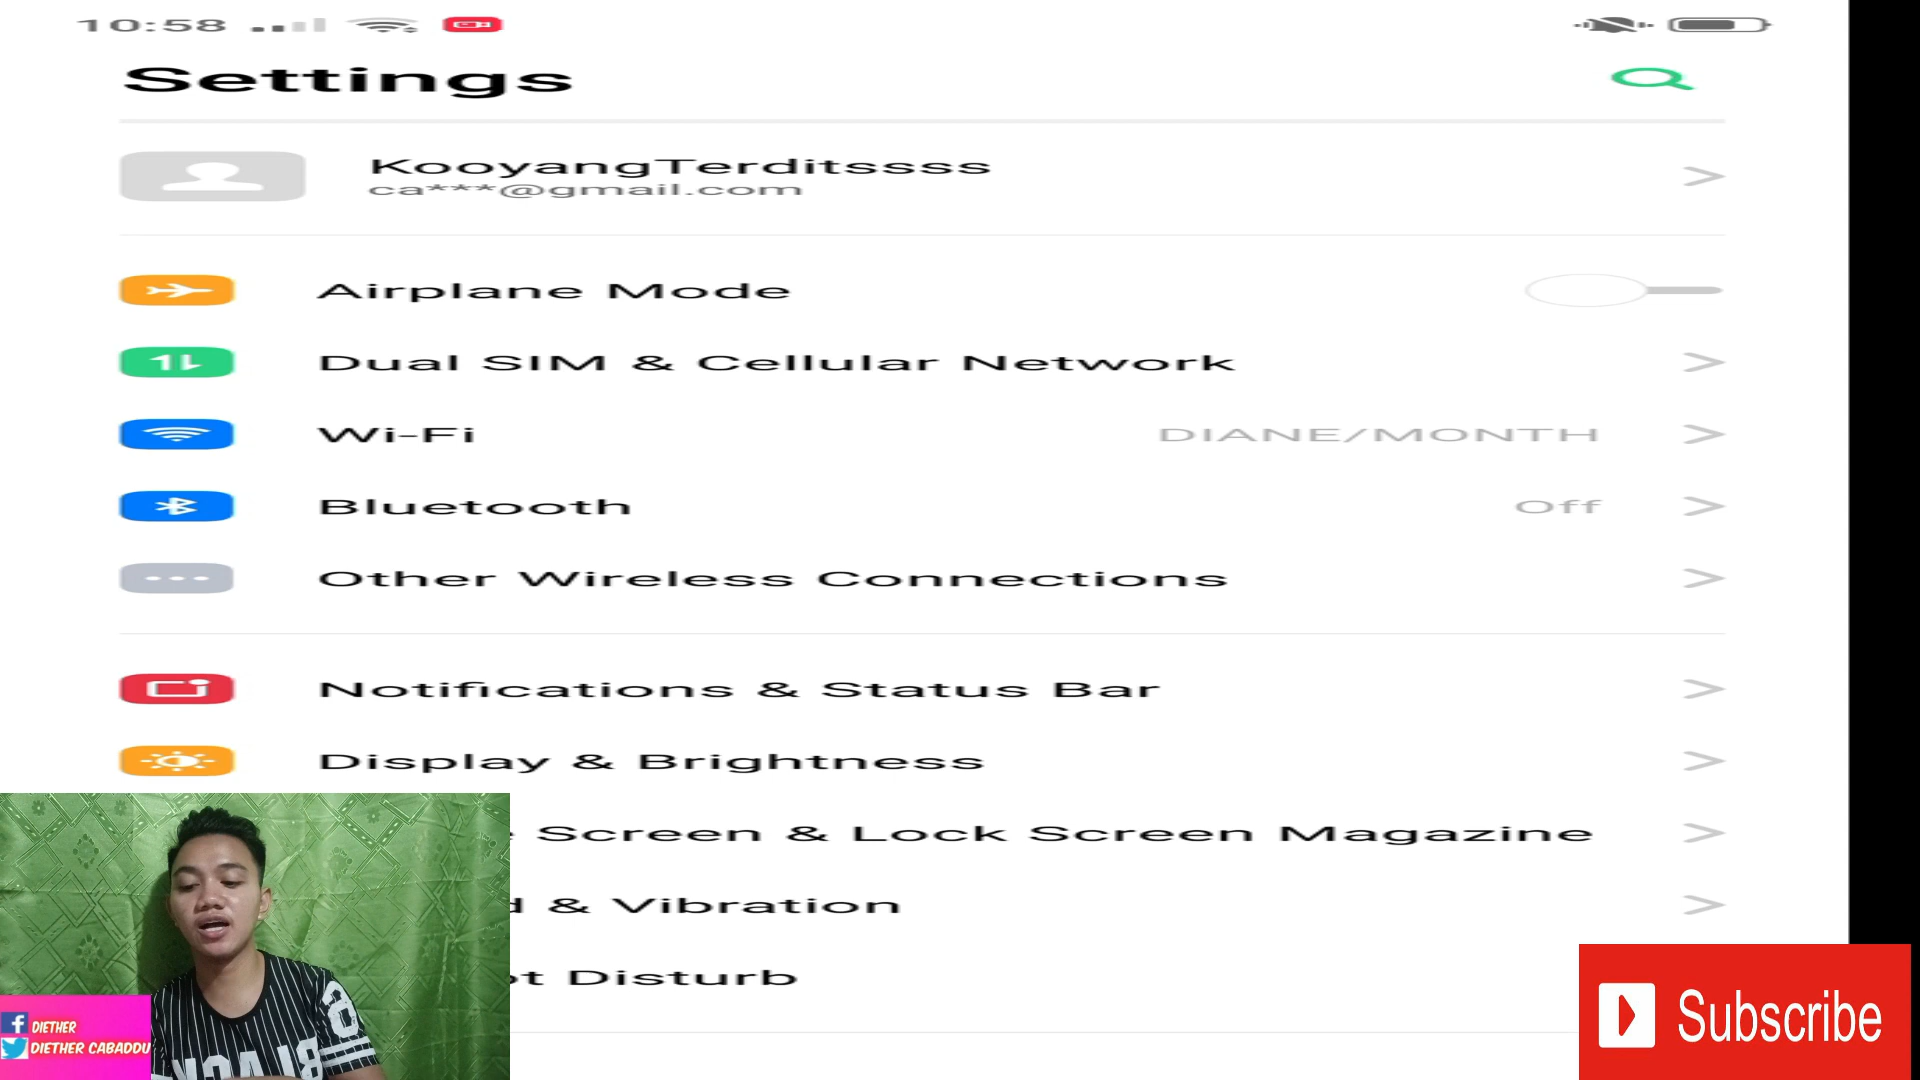 10:58
Settings
KooyangTerditssss
ca***@gmail.com
Airplane Mode
Dual SIM & Cellular Network
Wi-Fi DIANE/MONTH
Bluetooth Off
Other Wireless Connections
Notifications & Status Bar
Display & Brightness
Screen & Lock Screen Magazine
& Vibration
Disturb
DIETHER
DIETHER CABADDU
Subscribe